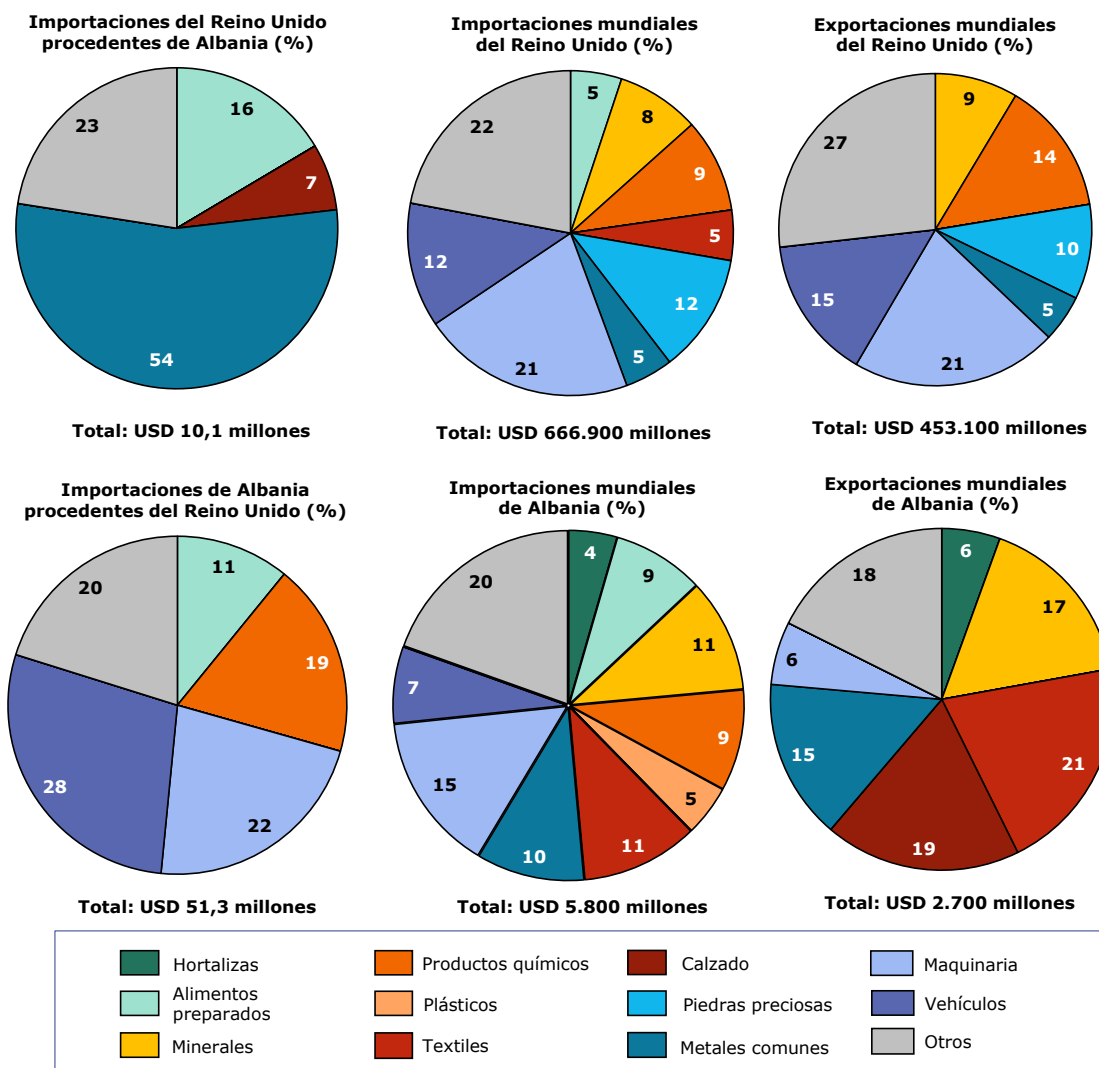 Importaciones del Reino Unido
procedentes de Albania (%)
16
7
54
23
Total: USD 10,1 millones
Importaciones mundiales
del Reino Unido (%)
5
8
9
5
12
5
21
12
22
Total: USD 666.900 millones
Exportaciones mundiales
del Reino Unido (%)
9
14
10
5
21
15
27
Total: USD 453.100 millones
Importaciones de Albania
procedentes del Reino Unido (%)
11
19
22
28
20
Total: USD 51,3 millones
Importaciones mundiales
de Albania (%)
4
9
11
9
5
11
10
15
7
20
Total: USD 5.800 millones
Exportaciones mundiales
de Albania (%)
6
17
21
19
15
6
18
Total: USD 2.700 millones
Hortalizas
Alimentos
preparados
Minerales
Productos químicos
Plásticos
Textiles
Calzado
Piedras preciosas
Metales comunes
Maquinaria
Vehículos
Otros